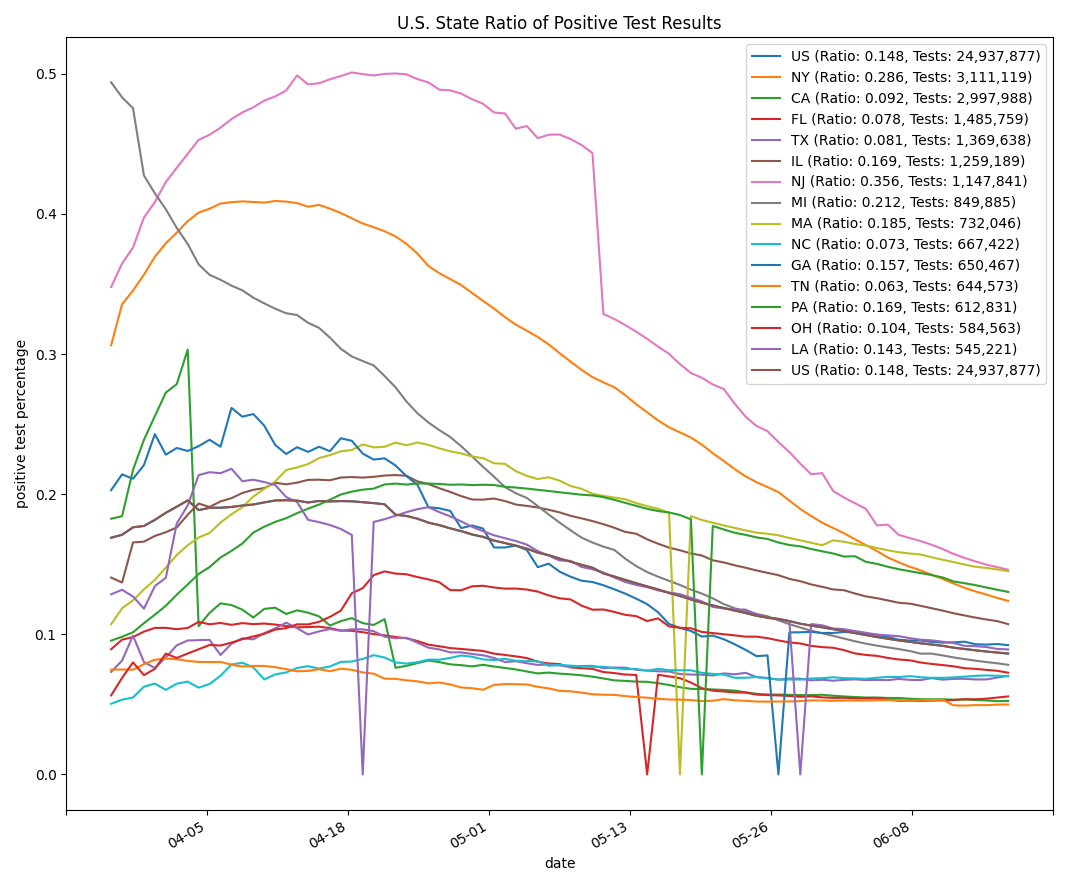 U.S. State Ratio of Positive Test Results
US (Ratio: 0.148, Tests: 24,937,877)
NY (Ratio: 0.286, Tests: 3,111,119)
CA (Ratio: 0.092, Tests: 2,997,988)
FL (Ratio: 0.078, Tests: 1,485,759)
TX (Ratio: 0.081, Tests: 1,369,638)
IL (Ratio: 0.169, Tests: 1,259,189)
NJ (Ratio: 0.356, Tests: 1,147,841)
MI (Ratio: 0.212, Tests: 849,885)
MA (Ratio: 0.185, Tests: 732,046)
NC (Ratio: 0.073, Tests: 667,422)
GA (Ratio: 0.157, Tests: 650,467)
TN (Ratio: 0.063, Tests: 644,573)
PA (Ratio: 0.169, Tests: 612,831)
OH (Ratio: 0.104, Tests: 584,563)
LA (Ratio: 0.143, Tests: 545,221)
US (Ratio: 0.148, Tests: 24,937,877)
positive test percentage
0.5
0.4
0.3
0.2
0.1
0.0
04-05
04-18
05-01
05-13
05-26
06-08
date